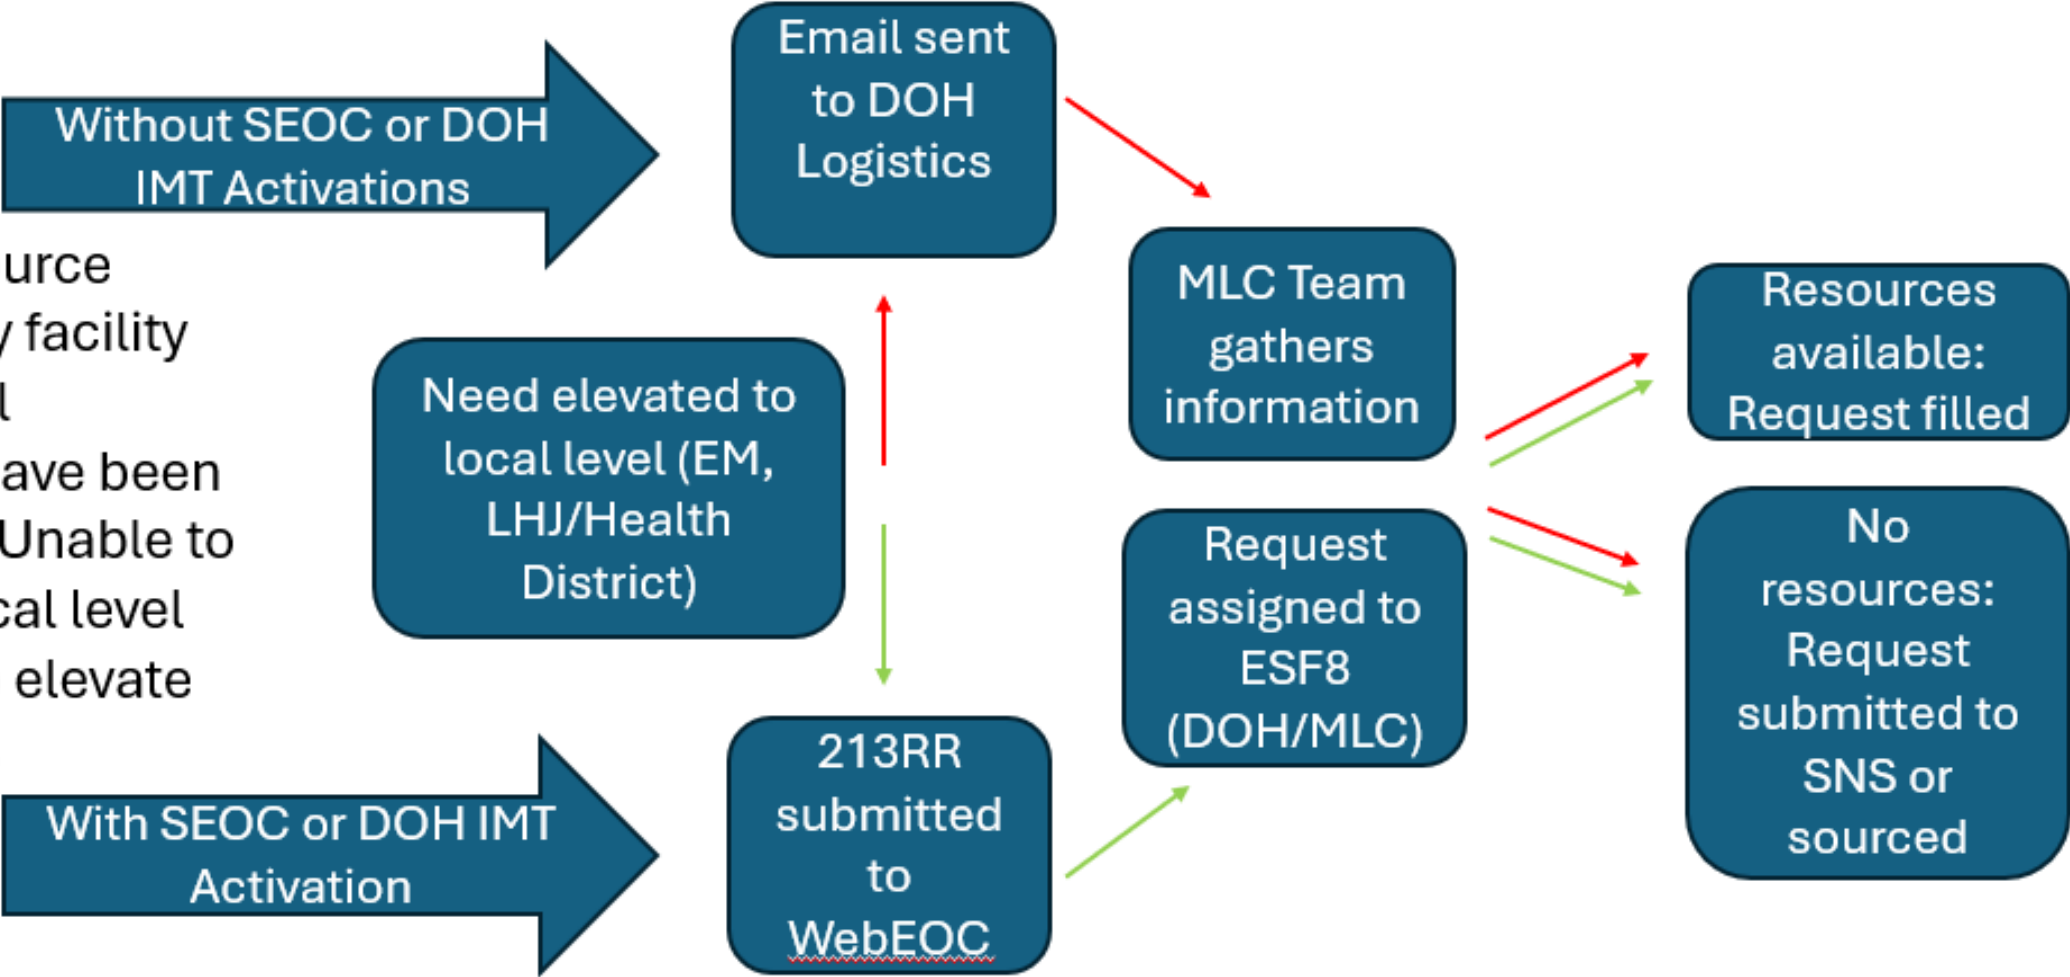 Without SEOC or DOH
IMT Activations
urce
facility
ave been
Unable to
cal level
elevate
With SEOC or DOH IMT
Activation
Need elevated to
local level (EM,
LHJ/Health
District)
Email sent
to DOH
Logistics
213RR
submitted
to
WebEOC
MLC Team
gathers
information
Request
assigned to
ESF8
(DOH/MLC)
Resources
available:
Request filled
No
resources:
Request
submitted to
SNS or
sourced